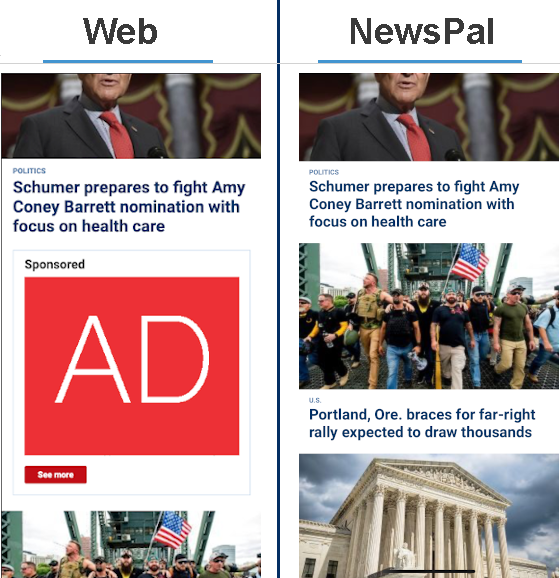 Web
POLITICS
Schumer prepares to fight Amy
Coney Barrett nomination with
focus on health care
Sponsored
AD
See more
NewsPal
POLITICS
Schumer prepares to fight Amy
Coney Barrett nomination with
focus on health care
U.S.
Portland, Ore. braces for far-right
rally expected to draw thousands